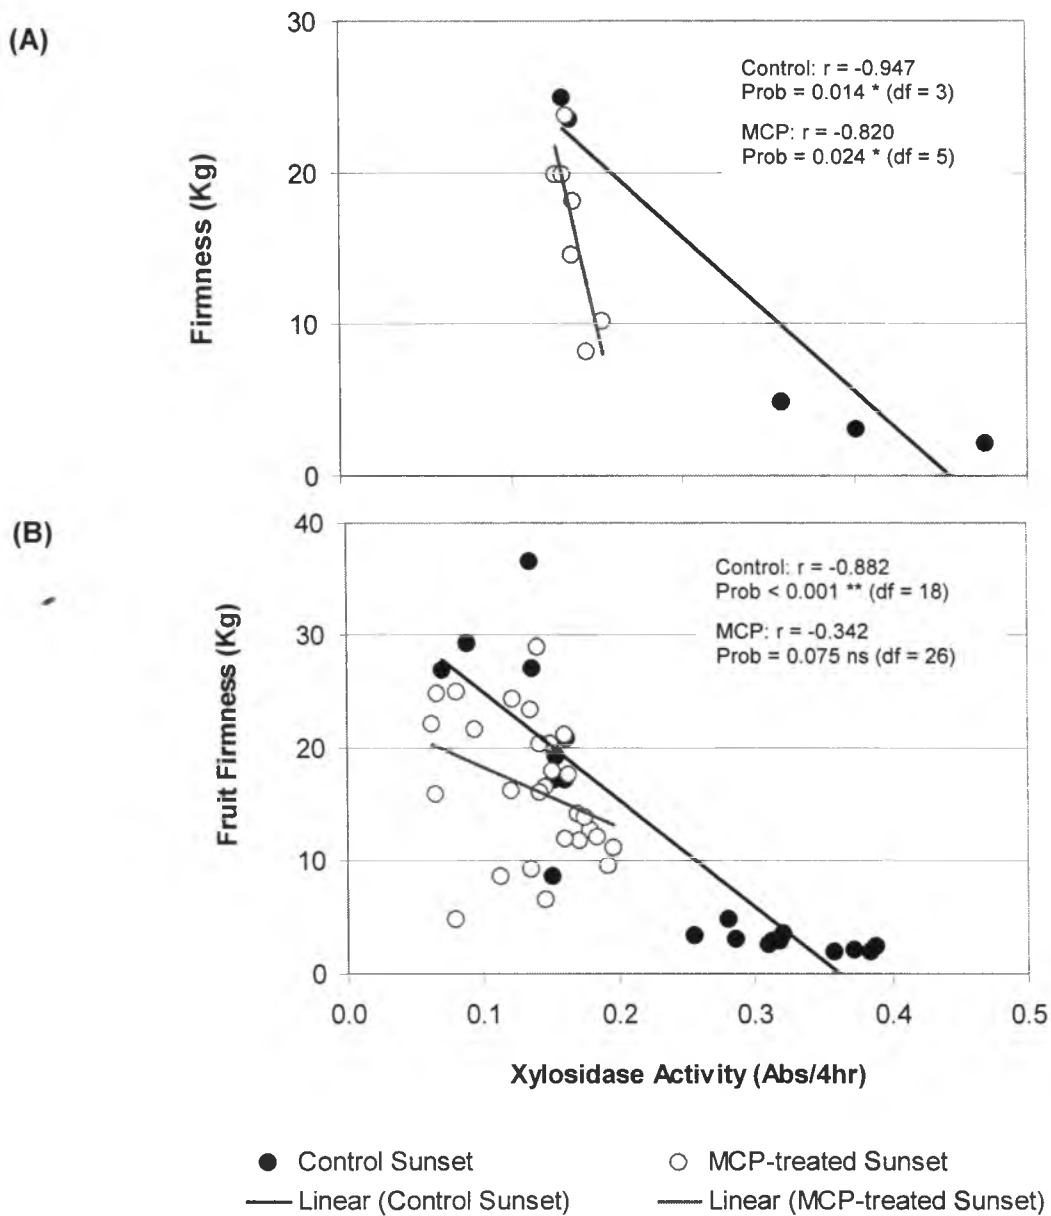 (A)
30
20
10
0
Firmness (Kg)
Control: r = -0.947
Prob = 0.014 * (df = 3)
MCP: r = -0.820
Prob = 0.024 * (df = 5)
(B)
40
30
20
10
0
Fruit Firmness (Kg)
Control: r = -0.882
Prob < 0.001 ** (df = 18)
MCP: r = -0.342
Prob = 0.075 ns (df = 26)
0.0 0.1 0.2 0.3 0.4 0.5
Xylosidase Activity (Abs/4hr)
Control Sunset MCP-treated Sunset
Linear (Control Sunset) Linear (MCP-treated Sunset)